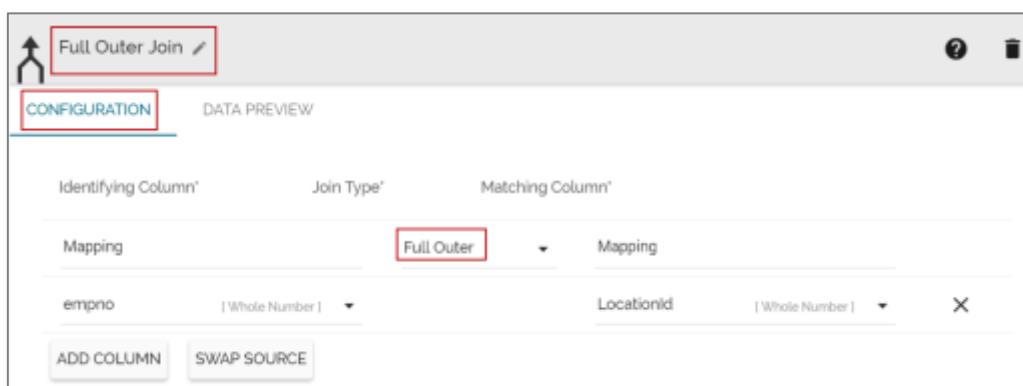 Full Outer Join
CONFIGURATION DATA PREVIEW
Identifying Column* Join Type* Matching Column*
Mapping Full Outer Mapping
empno [ Whole Number ] LocationId [ Whole Number ]
ADD COLUMN SWAP SOURCE